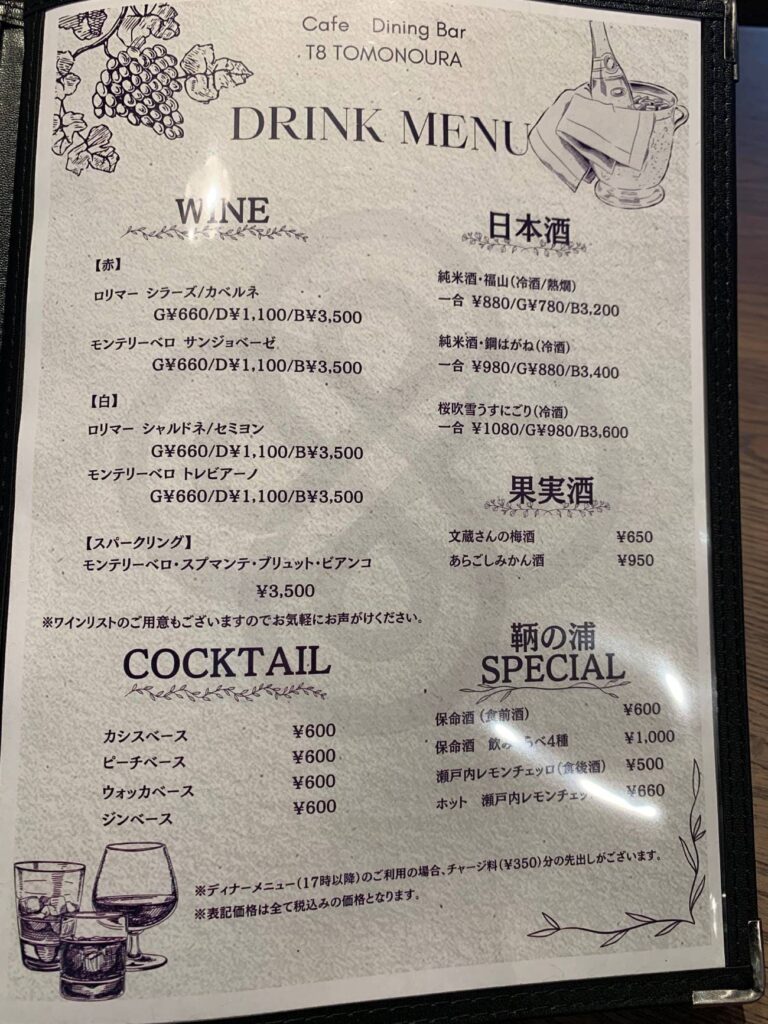 Cafe Dining Bar
T8 TOMONOURA
DRINK MENU
WINE
【赤】
ロリマー シラーズ/カベルネ
G¥660/D¥1,100/B¥3,500
モンテリーベロ サンジョベーゼ
G¥660/D¥1,100/B¥3,500
【白】
ロリマー シャルドネ/セミヨン
G¥660/D¥1,100/B¥3,500
モンテリーベロ トレビアーノ
G¥660/D¥1,100/B¥3,500
【スパークリング】
モンテリーベロ・スプマンテ・ブリュット・ビアンコ
¥3,500
※ワインリストのご用意もございますのでお気軽にお声がけください。
COCKTAIL
カシスベース ¥600
ピーチベース ¥600
ウォッカベース ¥600
ジンベース ¥600
日本酒
純米酒・福山(冷酒/熱燗)
一合 ¥880/G¥780/B3,200
純米酒・鋼はがね(冷酒)
一合 ¥980/G¥880/B3,400
桜吹雪うすにごり(冷酒)
一合 ¥1080/G¥980/B3,600
果実酒
文蔵さんの梅酒 ¥650
あらごしみかん酒 ¥950
鞆の浦
SPECIAL
保命酒(食前酒) ¥600
保命酒 飲み らべ4種 ¥1,000
瀬戸内レモンチェッロ(食後酒) ¥500
ホット 瀬戸内レモンチェッ ¥660
※ディナーメニュー(17時以降)のご利用の場合、チャージ料(¥350)分の先出しがございます。
※表記価格は全て税込みの価格となります。